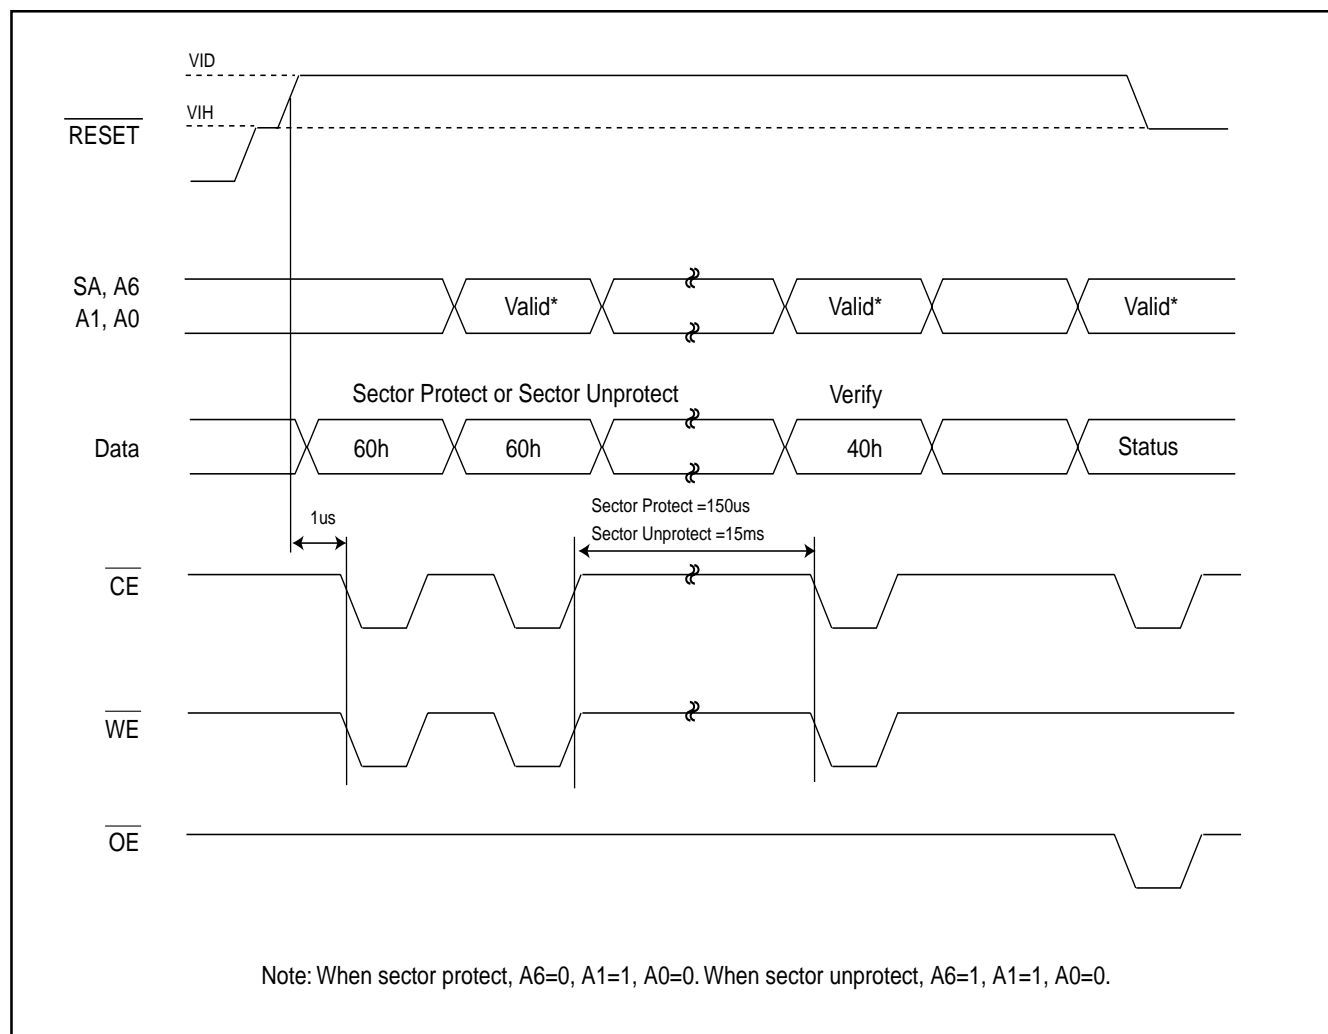 VID
VIH
RESET
SA, A6
A1, A0
Valid*
Valid*
Valid*
Sector Protect or Sector Unprotect
Verify
Data
60h
60h
40h
Status
1us
Sector Protect =150us
Sector Unprotect =15ms
CE
WE
OE
Note: When sector protect, A6=0, A1=1, A0=0. When sector unprotect, A6=1, A1=1, A0=0.